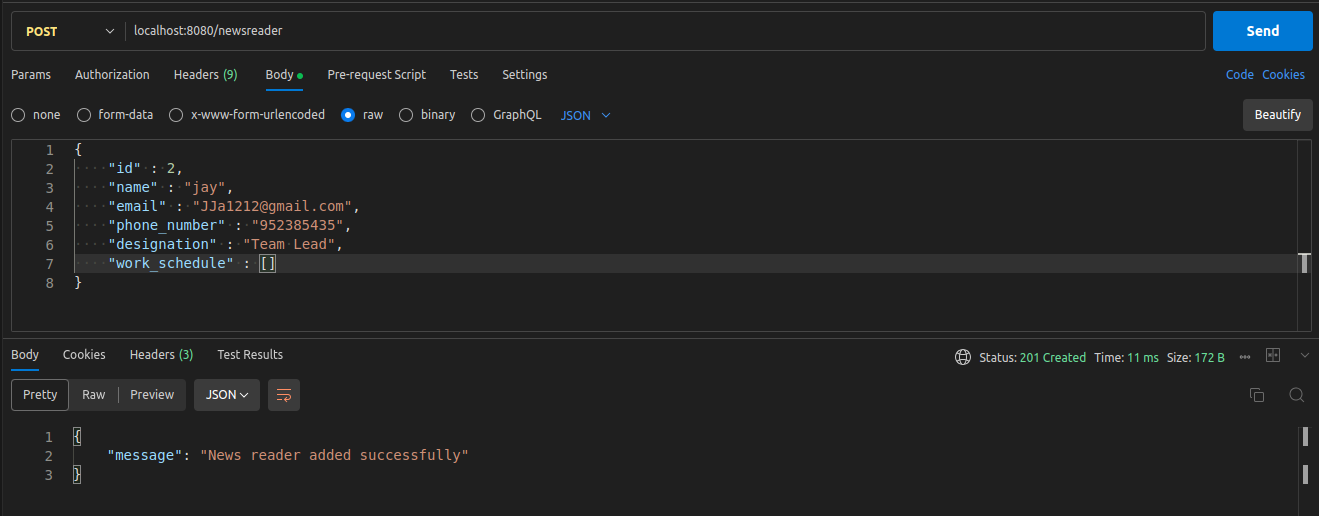 POST localhost:8080/newsreader Send
Params Authorization Headers (9) Body Pre-request Script Tests Settings Code Cookies
none form-data x-www-form-urlencoded raw binary GraphQL JSON Beautify
1 {
2 "id" : 2,
3 "name" : "jay",
4 "email" : "JJa1212@gmail.com",
5 "phone_number" : "952385435",
6 "designation" : "Team Lead",
7 "work_schedule" : []
8 }
Body Cookies Headers (3) Test Results Status: 201 Created Time: 11 ms Size: 172 B
Pretty Raw Preview JSON
1 {
2 "message": "News reader added successfully"
3 }